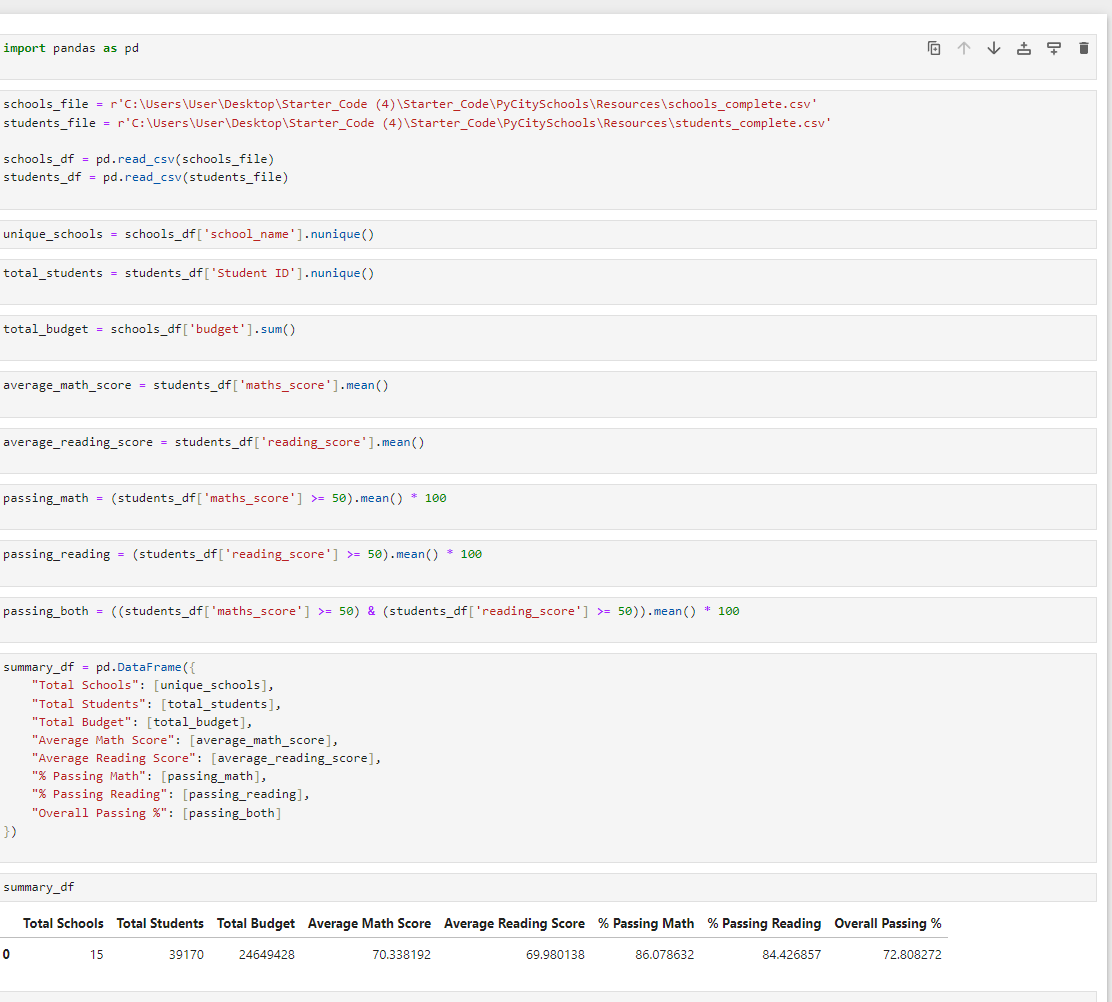 import pandas as pd
schools_file = r'C:\Users\User\Desktop\Starter_Code (4)\Starter_Code\PyCitySchools\Resources\schools_complete.csv'
students_file = r'C:\Users\User\Desktop\Starter_Code (4)\Starter_Code\PyCitySchools\Resources\students_complete.csv'
schools_df = pd.read_csv(schools_file)
students_df = pd.read_csv(students_file)
unique_schools = schools_df['school_name'].nunique()
total_students = students_df['Student ID'].nunique()
total_budget = schools_df['budget'].sum()
average_math_score = students_df['maths_score'].mean()
average_reading_score = students_df['reading_score'].mean()
passing_math = (students_df['maths_score'] >= 50).mean() * 100
passing_reading = (students_df['reading_score'] >= 50).mean() * 100
passing_both = ((students_df['maths_score'] >= 50) & (students_df['reading_score'] >= 50)).mean() * 100
summary_df = pd.DataFrame({
    "Total Schools": [unique_schools],
    "Total Students": [total_students],
    "Total Budget": [total_budget],
    "Average Math Score": [average_math_score],
    "Average Reading Score": [average_reading_score],
    "% Passing Math": [passing_math],
    "% Passing Reading": [passing_reading],
    "Overall Passing %": [passing_both]
})
summary_df
Total Schools Total Students Total Budget Average Math Score Average Reading Score % Passing Math % Passing Reading Overall Passing %
0 15 39170 24649428 70.338192 69.980138 86.078632 84.426857 72.808272